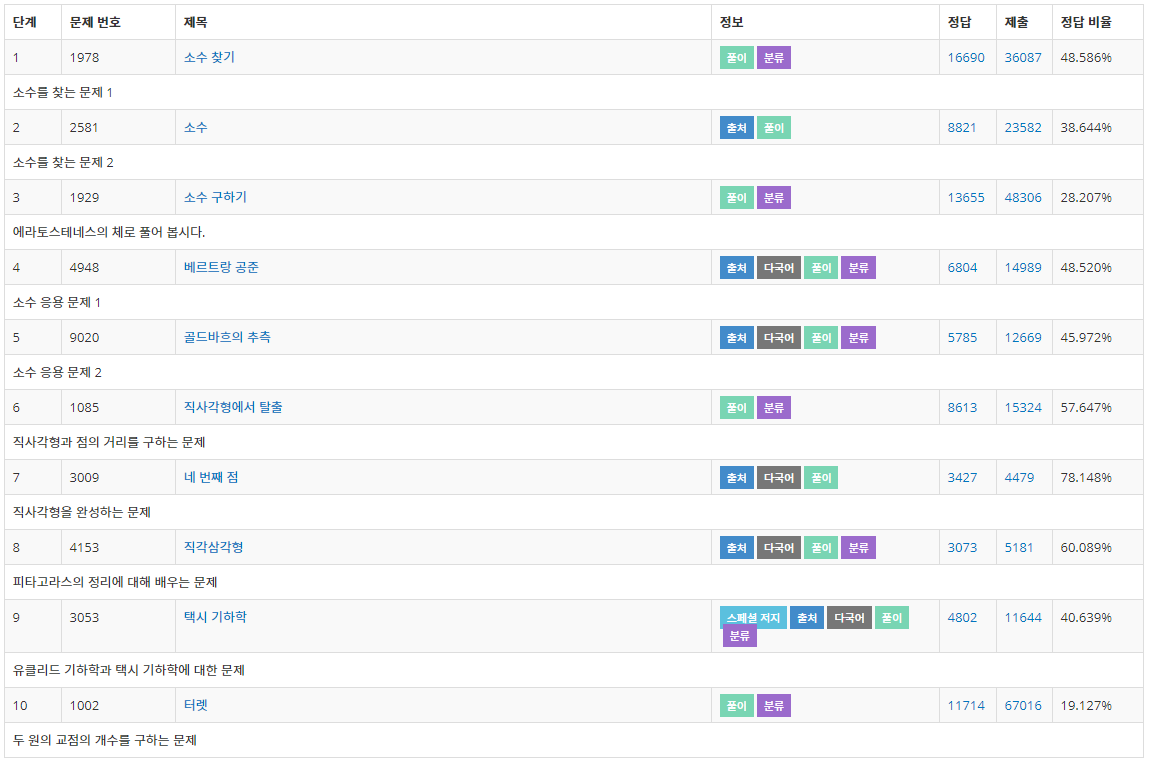 단계 문제 번호 제목 정보 정답 제출 정답 비율
1 1978 소수 찾기 풀이 분류 16690 36087 48.586%
소수를 찾는 문제 1
2 2581 소수 출처 풀이 8821 23582 38.644%
소수를 찾는 문제 2
3 1929 소수 구하기 풀이 분류 13655 48306 28.207%
에라토스테네스의 체로 풀어 봅시다.
4 4948 베르트랑 공준 출처 다국어 풀이 분류 6804 14989 48.520%
소수 응용 문제 1
5 9020 골드바흐의 추측 출처 다국어 풀이 분류 5785 12669 45.972%
소수 응용 문제 2
6 1085 직사각형에서 탈출 풀이 분류 8613 15324 57.647%
직사각형과 점의 거리를 구하는 문제
7 3009 네 번째 점 출처 다국어 풀이 3427 4479 78.148%
직사각형을 완성하는 문제
8 4153 직각삼각형 출처 다국어 풀이 분류 3073 5181 60.089%
피타고라스의 정리에 대해 배우는 문제
9 3053 택시 기하학 스페셜 저지 출처 다국어 풀이 4802 11644 40.639%
분류
유클리드 기하학과 택시 기하학에 대한 문제
10 1002 터렛 풀이 분류 11714 67016 19.127%
두 원의 교점의 개수를 구하는 문제